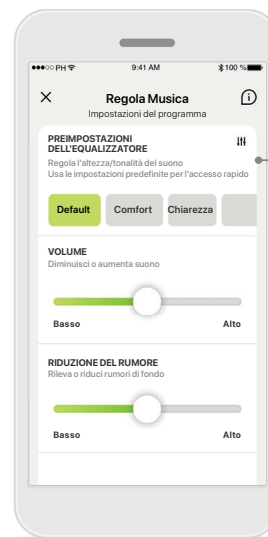 PH 9:41 AM 100 %
Regola Musica
Impostazioni del programma
PREIMPOSTAZIONI
DELL'EQUALIZZATORE
Regola l'altezza/tonalità del suono
Usa le impostazioni predefinite per l'accesso rapido
Default Comfort Chiarezza
VOLUME
Diminuisci o aumenta suono
Basso Alto
RIDUZIONE DEL RUMORE
Rileva o riduci rumori di fondo
Basso Alto